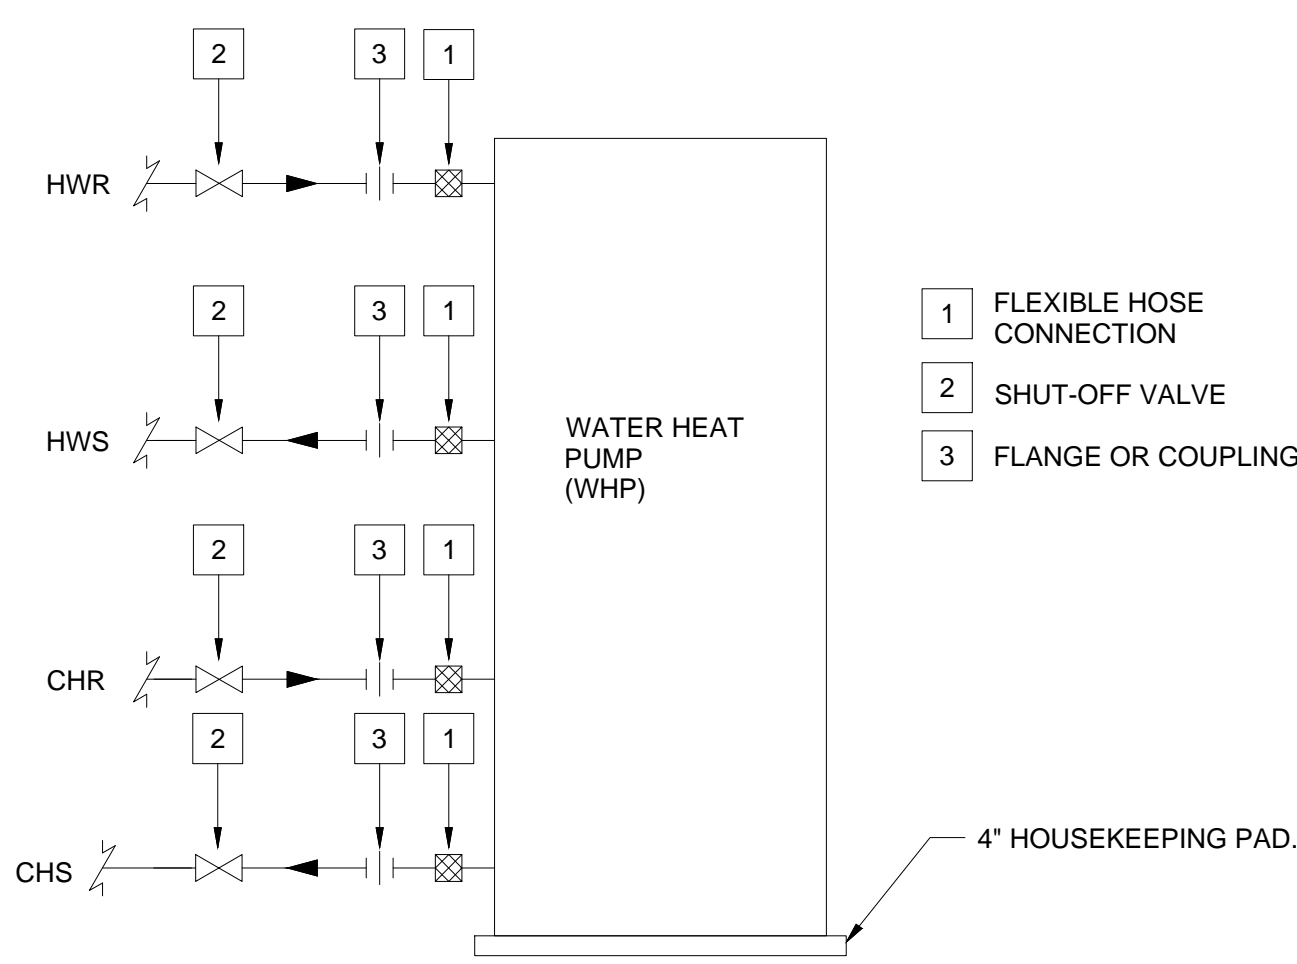 2 3 1
HWR
2 3 1
HWS
2 3 1
CHR
2 3 1
CHS
WATER HEAT
PUMP
(WHP)
1 FLEXIBLE HOSE
CONNECTION
2 SHUT-OFF VALVE
3 FLANGE OR COUPLING
4" HOUSEKEEPING PAD.